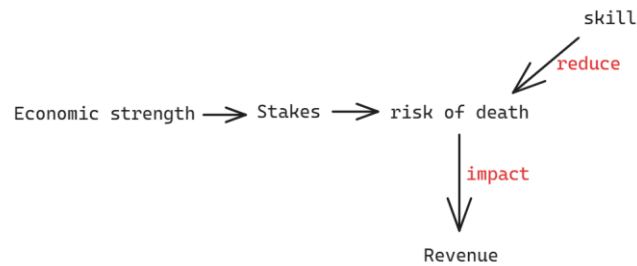 skill
reduce
Economic strength
Stakes
risk of death
impact
Revenue